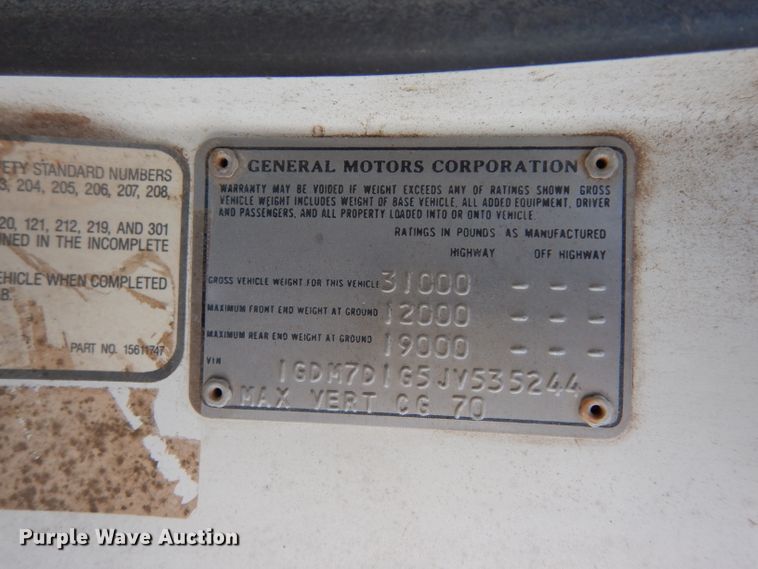 ETY STANDARD NUMBERS
3, 204, 205, 206, 207, 208,
20, 121, 212, 219, AND 301
NED IN THE INCOMPLETE
EHICLE WHEN COMPLETED
B.
PART NO. 15611747
GENERAL MOTORS CORPORATION
WARRANTY MAY BE VOIDED IF WEIGHT EXCEEDS ANY OF RATINGS SHOWN. GROSS
VEHICLE WEIGHT INCLUDES WEIGHT OF BASE VEHICLE, ALL ADDED EQUIPMENT, DRIVER
AND PASSENGERS, AND ALL PROPERTY LOADED INTO OR ONTO VEHICLE.
RATINGS IN POUNDS AS MANUFACTURED
HIGHWAY OFF HIGHWAY
GROSS VEHICLE WEIGHT FOR THIS VEHICLE 31000 - - -
MAXIMUM FRONT END WEIGHT AT GROUND 12000 - - -
MAXIMUM REAR END WEIGHT AT GROUND 19000 - - -
VIN 1GDM7D1G5JV535244
MAX VERT CG 70
Purple Wave Auction